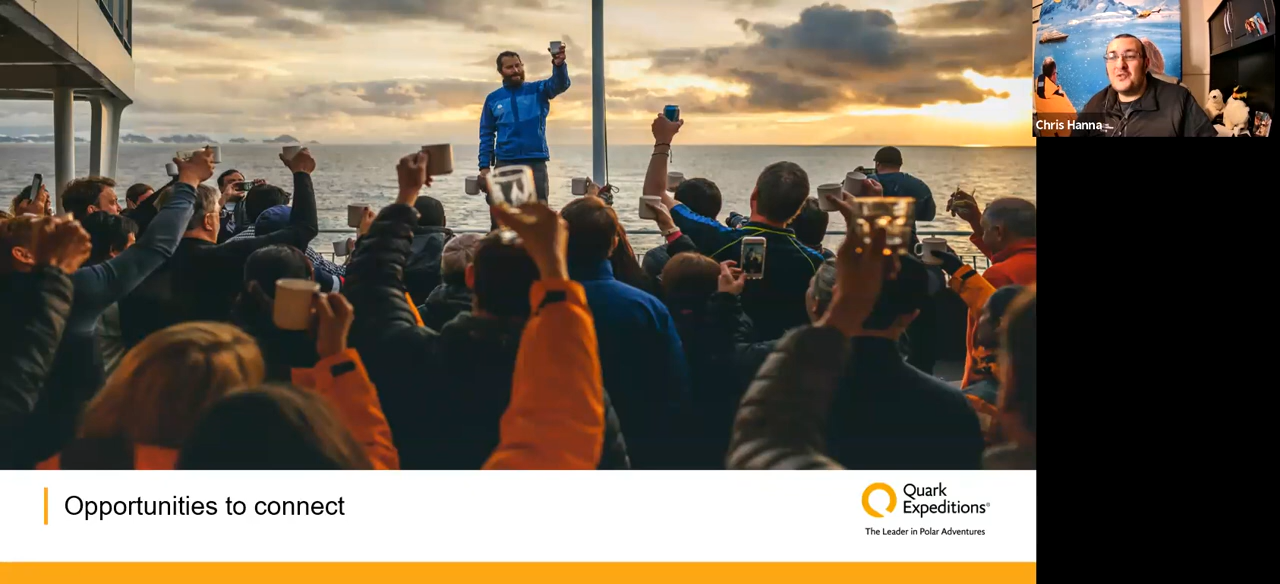 Chris Hanna
Opportunities to connect
Quark
Expeditions®
The Leader in Polar Adventures